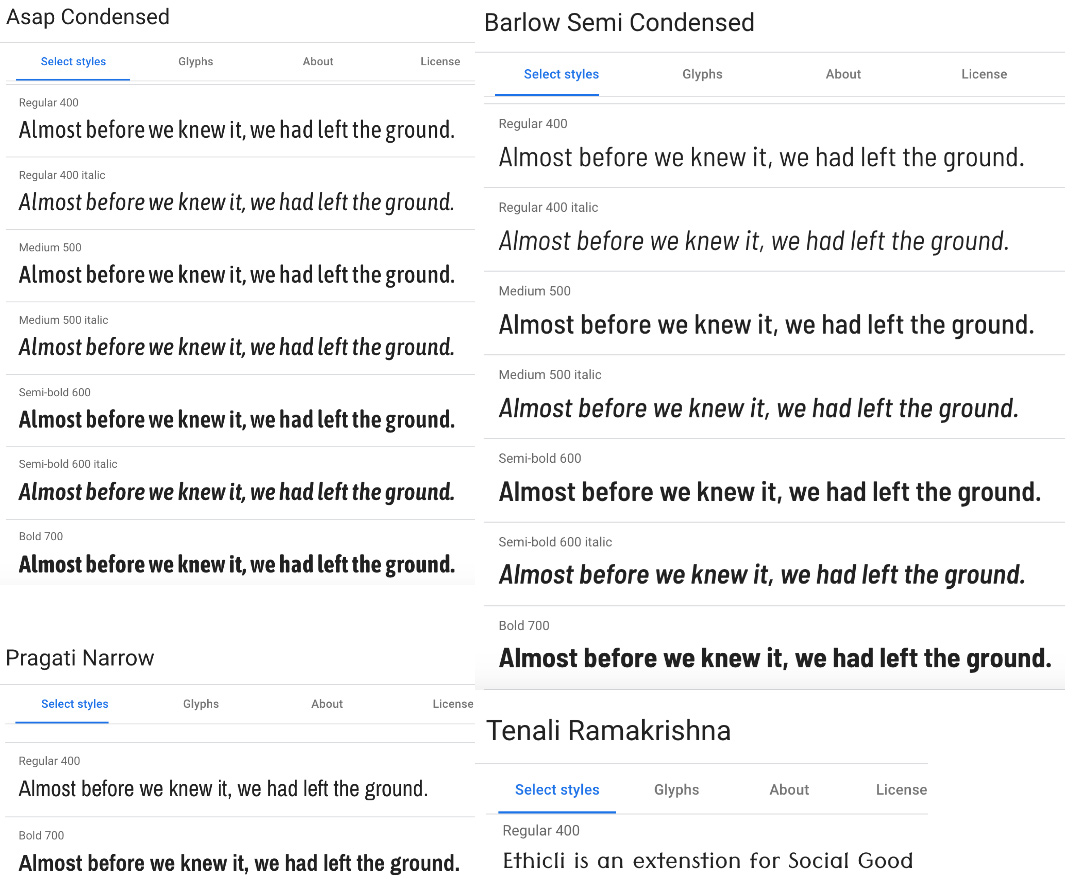 Asap Condensed
Select styles Glyphs About License
Regular 400
Almost before we knew it, we had left the ground.
Regular 400 italic
Almost before we knew it, we had left the ground.
Medium 500
Almost before we knew it, we had left the ground.
Medium 500 italic
Almost before we knew it, we had left the ground.
Semi-bold 600
Almost before we knew it, we had left the ground.
Semi-bold 600 italic
Almost before we knew it, we had left the ground.
Bold 700
Almost before we knew it, we had left the ground.
Pragati Narrow
Select styles Glyphs About License
Regular 400
Almost before we knew it, we had left the ground.
Bold 700
Almost before we knew it, we had left the ground.
Barlow Semi Condensed
Select styles Glyphs About License
Regular 400
Almost before we knew it, we had left the ground.
Regular 400 italic
Almost before we knew it, we had left the ground.
Medium 500
Almost before we knew it, we had left the ground.
Medium 500 italic
Almost before we knew it, we had left the ground.
Semi-bold 600
Almost before we knew it, we had left the ground.
Semi-bold 600 italic
Almost before we knew it, we had left the ground.
Bold 700
Almost before we knew it, we had left the ground.
Tenali Ramakrishna
Select styles Glyphs About License
Regular 400
Ethicli is an extenstion for Social Good